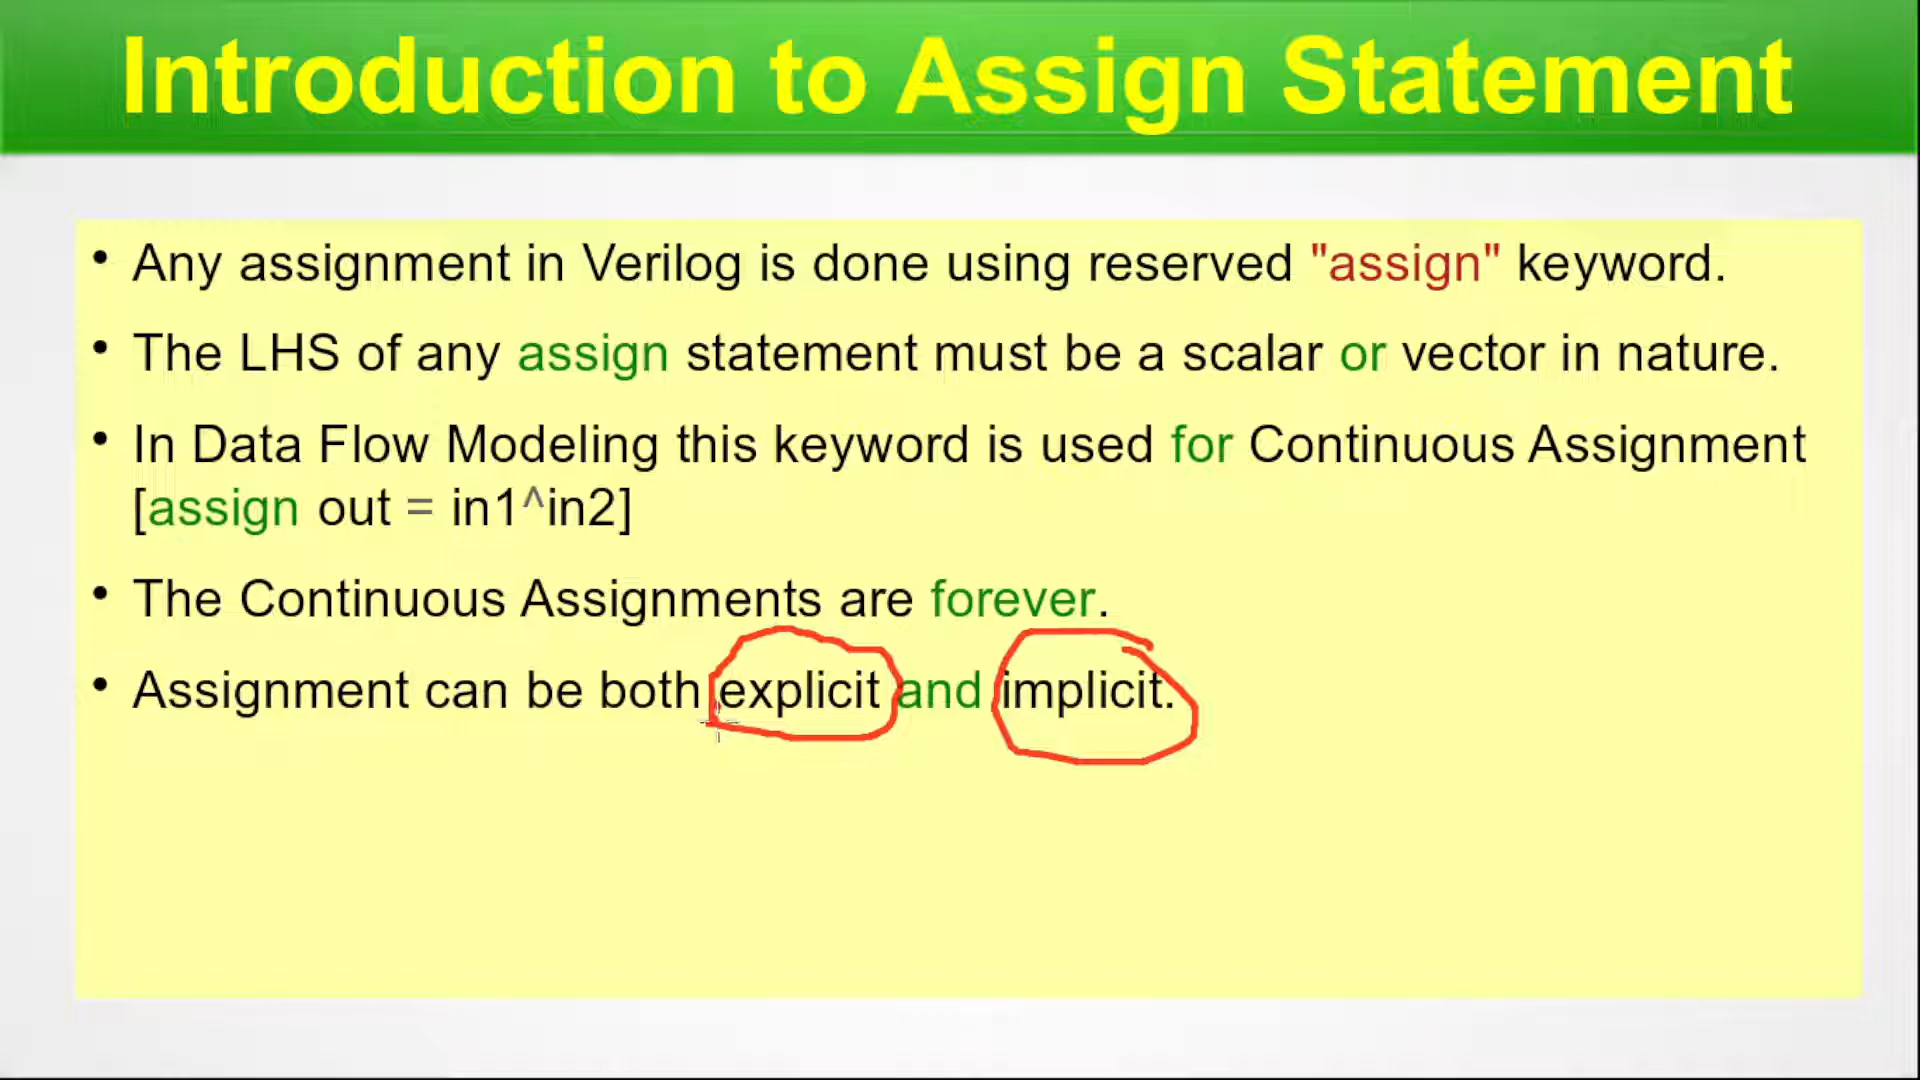 Introduction to Assign Statement
• Any assignment in Verilog is done using reserved "assign" keyword.
• The LHS of any assign statement must be a scalar or vector in nature.
• In Data Flow Modeling this keyword is used for Continuous Assignment
[assign out = in1^in2]
• The Continuous Assignments are forever.
• Assignment can be both explicit and implicit.